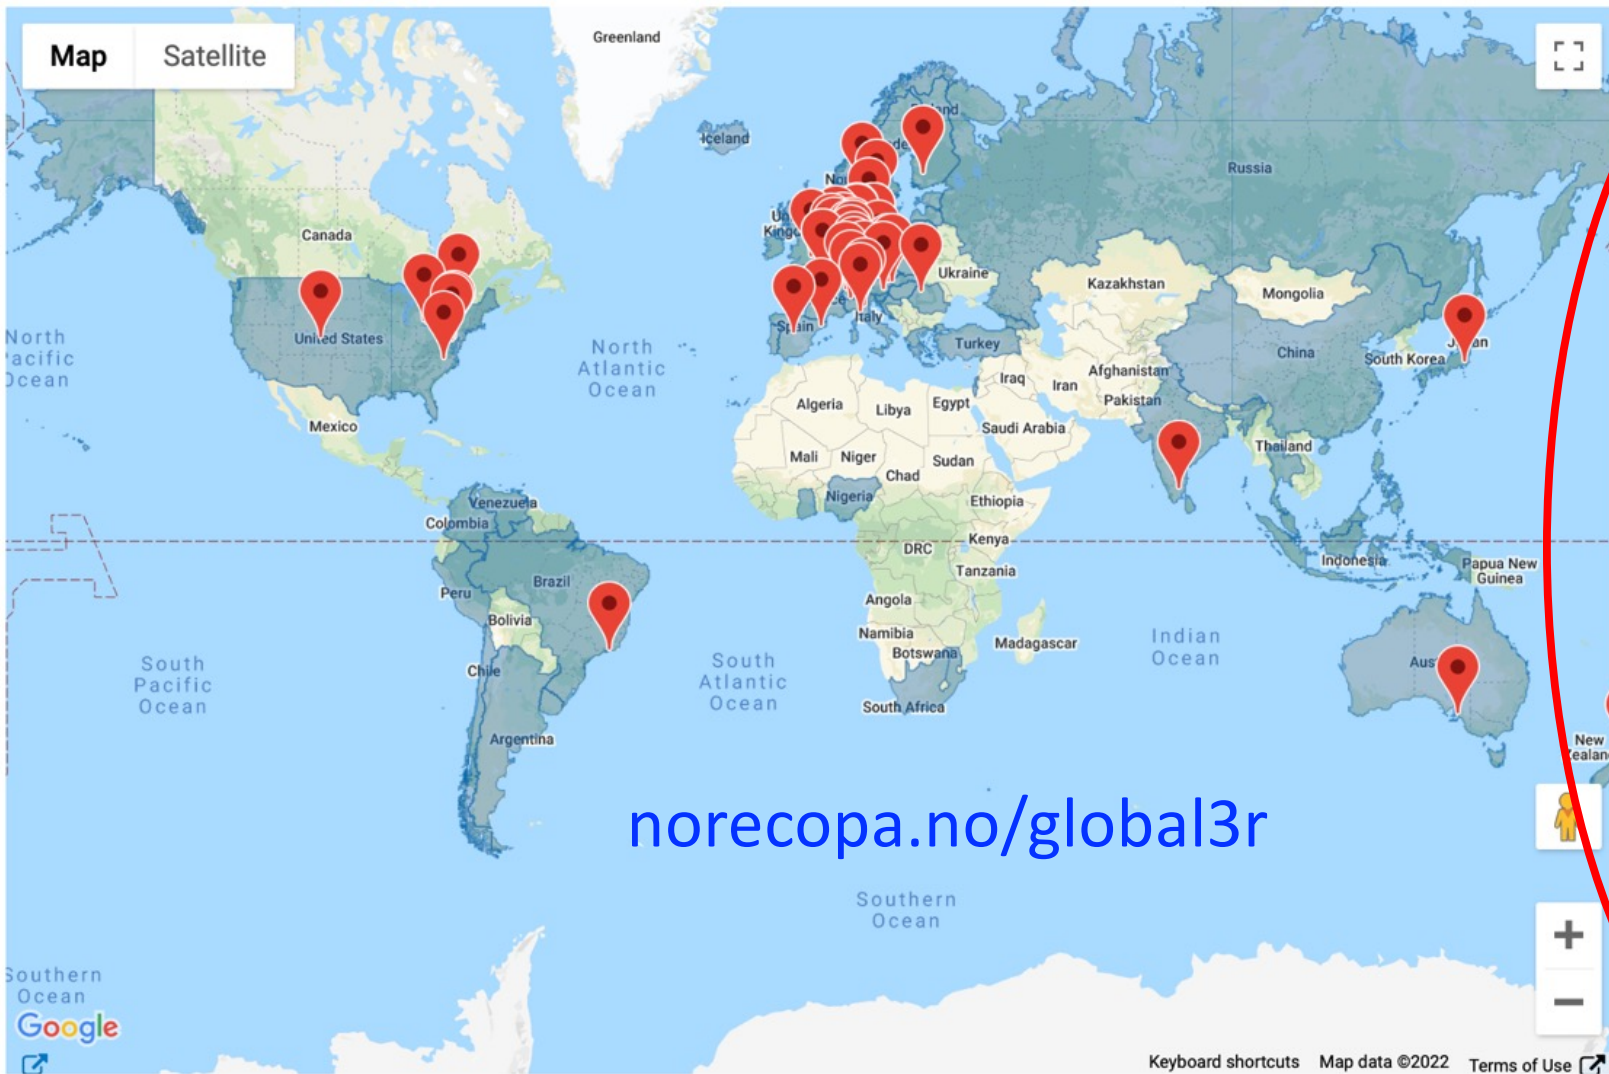 Map
Satellite
Greenland
Iceland
Russia
Canada
Ukraine
Kazakhstan
Mongolia
United States
North
Atlantic
Ocean
North
Pacific
Ocean
Spain
Italy
Turkey
China
South Korea
Japan
Afghanistan
Iraq
Iran
Pakistan
Algeria
Libya
Egypt
Saudi Arabia
Mexico
Thailand
Mali
Niger
Chad
Sudan
Nigeria
Ethiopia
Venezuela
Colombia
DRC
Kenya
Tanzania
Indonesia
Papua New
Guinea
Brazil
Peru
Bolivia
Angola
Namibia
Botswana
Madagascar
Indian
Ocean
South
Pacific
Ocean
Chile
South
Atlantic
Ocean
South Africa
Aus
Argentina
New
Zealand
norecopa.no/global3r
Southern
Ocean
Southern
Ocean
Google
Keyboard shortcuts Map data ©2022 Terms of Use